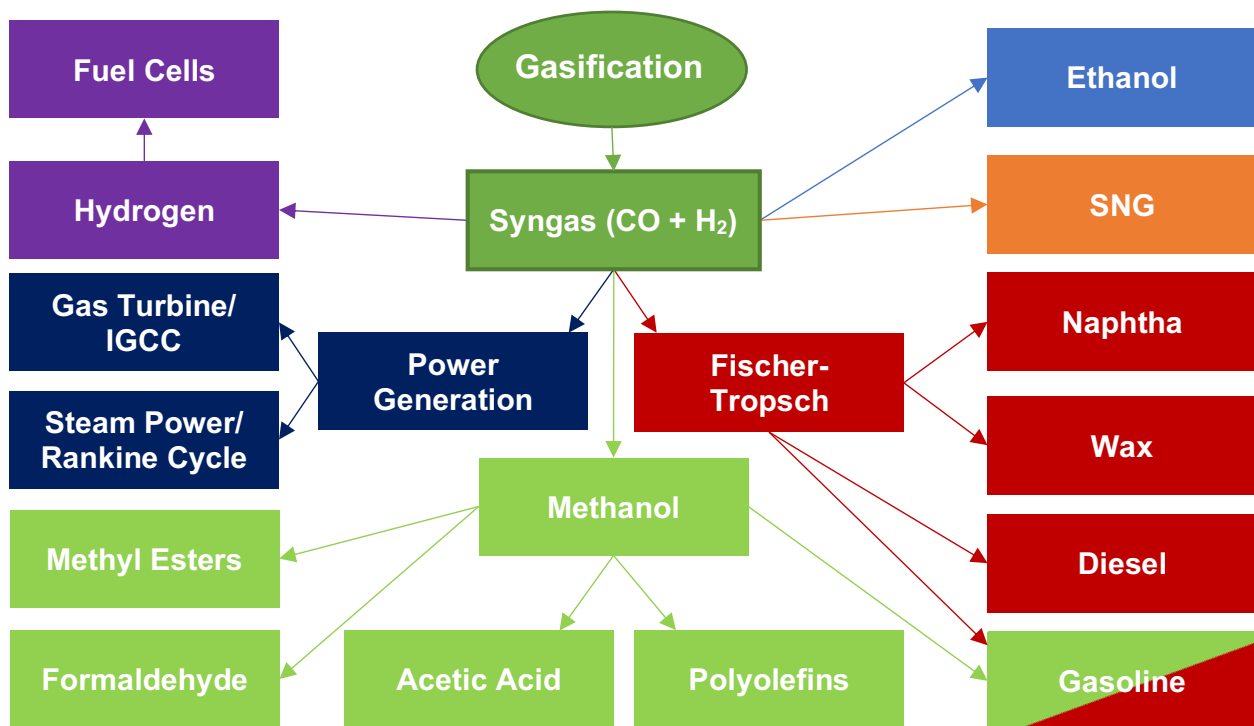 Gasification
Fuel Cells
Ethanol
Hydrogen
Syngas (CO + H₂)
SNG
Gas Turbine/
IGCC
Power
Generation
Fischer-
Tropsch
Naphtha
Steam Power/
Rankine Cycle
Wax
Methanol
Methyl Esters
Diesel
Formaldehyde
Acetic Acid
Polyolefins
Gasoline